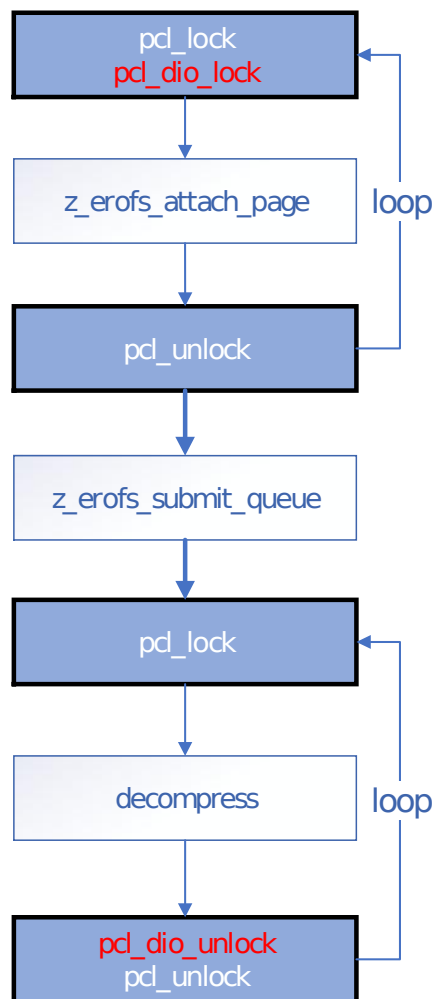 pcl_lock
pcl_dio_lock
z_erofs_attach_page
loop
pcl_unlock
z_erofs_submit_queue
pcl_lock
decompress
loop
pcl_dio_unlock
pcl_unlock